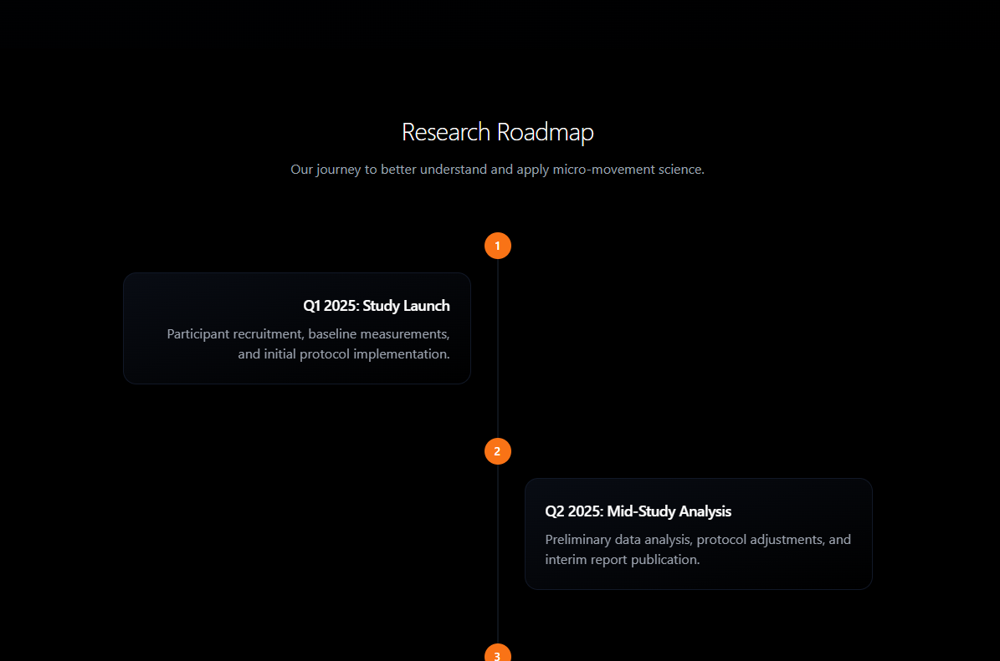 Research Roadmap
Our journey to better understand and apply micro-movement science.
1
Q1 2025: Study Launch
Participant recruitment, baseline measurements,
and initial protocol implementation.
2
Q2 2025: Mid-Study Analysis
Preliminary data analysis, protocol adjustments, and
interim report publication.
3